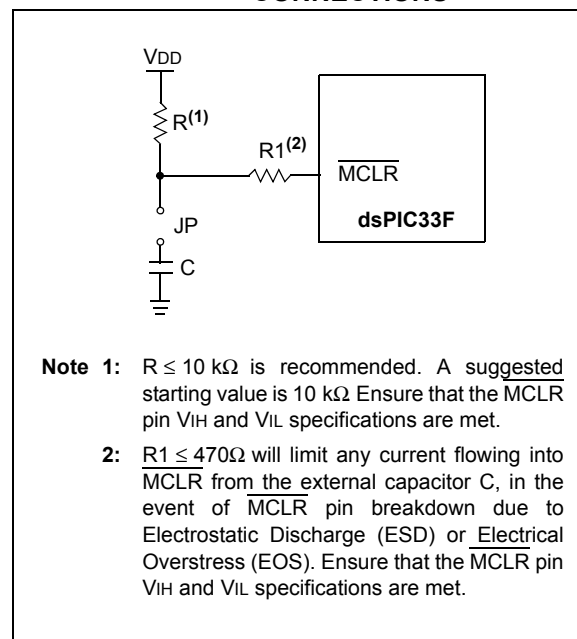 VDD
R(1)
R1(2)
MCLR
dsPIC33F
JP
C
Note 1: R ≤ 10 kΩ is recommended. A suggested
starting value is 10 kΩ Ensure that the MCLR
pin VIH and VIL specifications are met.
2: R1 ≤ 470Ω will limit any current flowing into
MCLR from the external capacitor C, in the
event of MCLR pin breakdown due to
Electrostatic Discharge (ESD) or Electrical
Overstress (EOS). Ensure that the MCLR pin
VIH and VIL specifications are met.